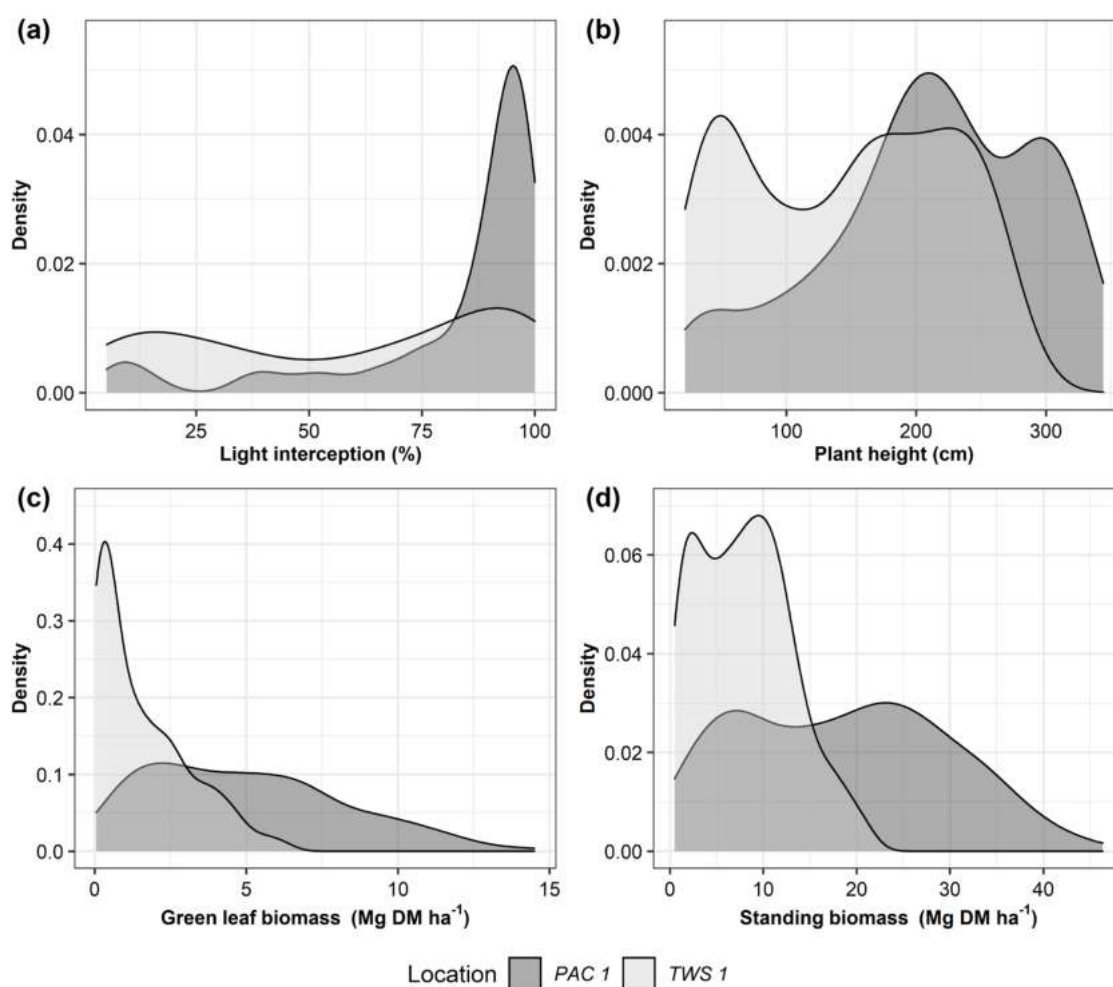 (a)
Density
0.04
0.02
0.00
25 50 75 100
Light interception (%)
(b)
Density
0.004
0.002
0.000
100 200 300
Plant height (cm)
(c)
Density
0.4
0.3
0.2
0.1
0.0
0 5 10 15
Green leaf biomass (Mg DM ha⁻¹)
(d)
Density
0.06
0.04
0.02
0.00
0 10 20 30 40
Standing biomass (Mg DM ha⁻¹)
Location PAC 1 TWS 1